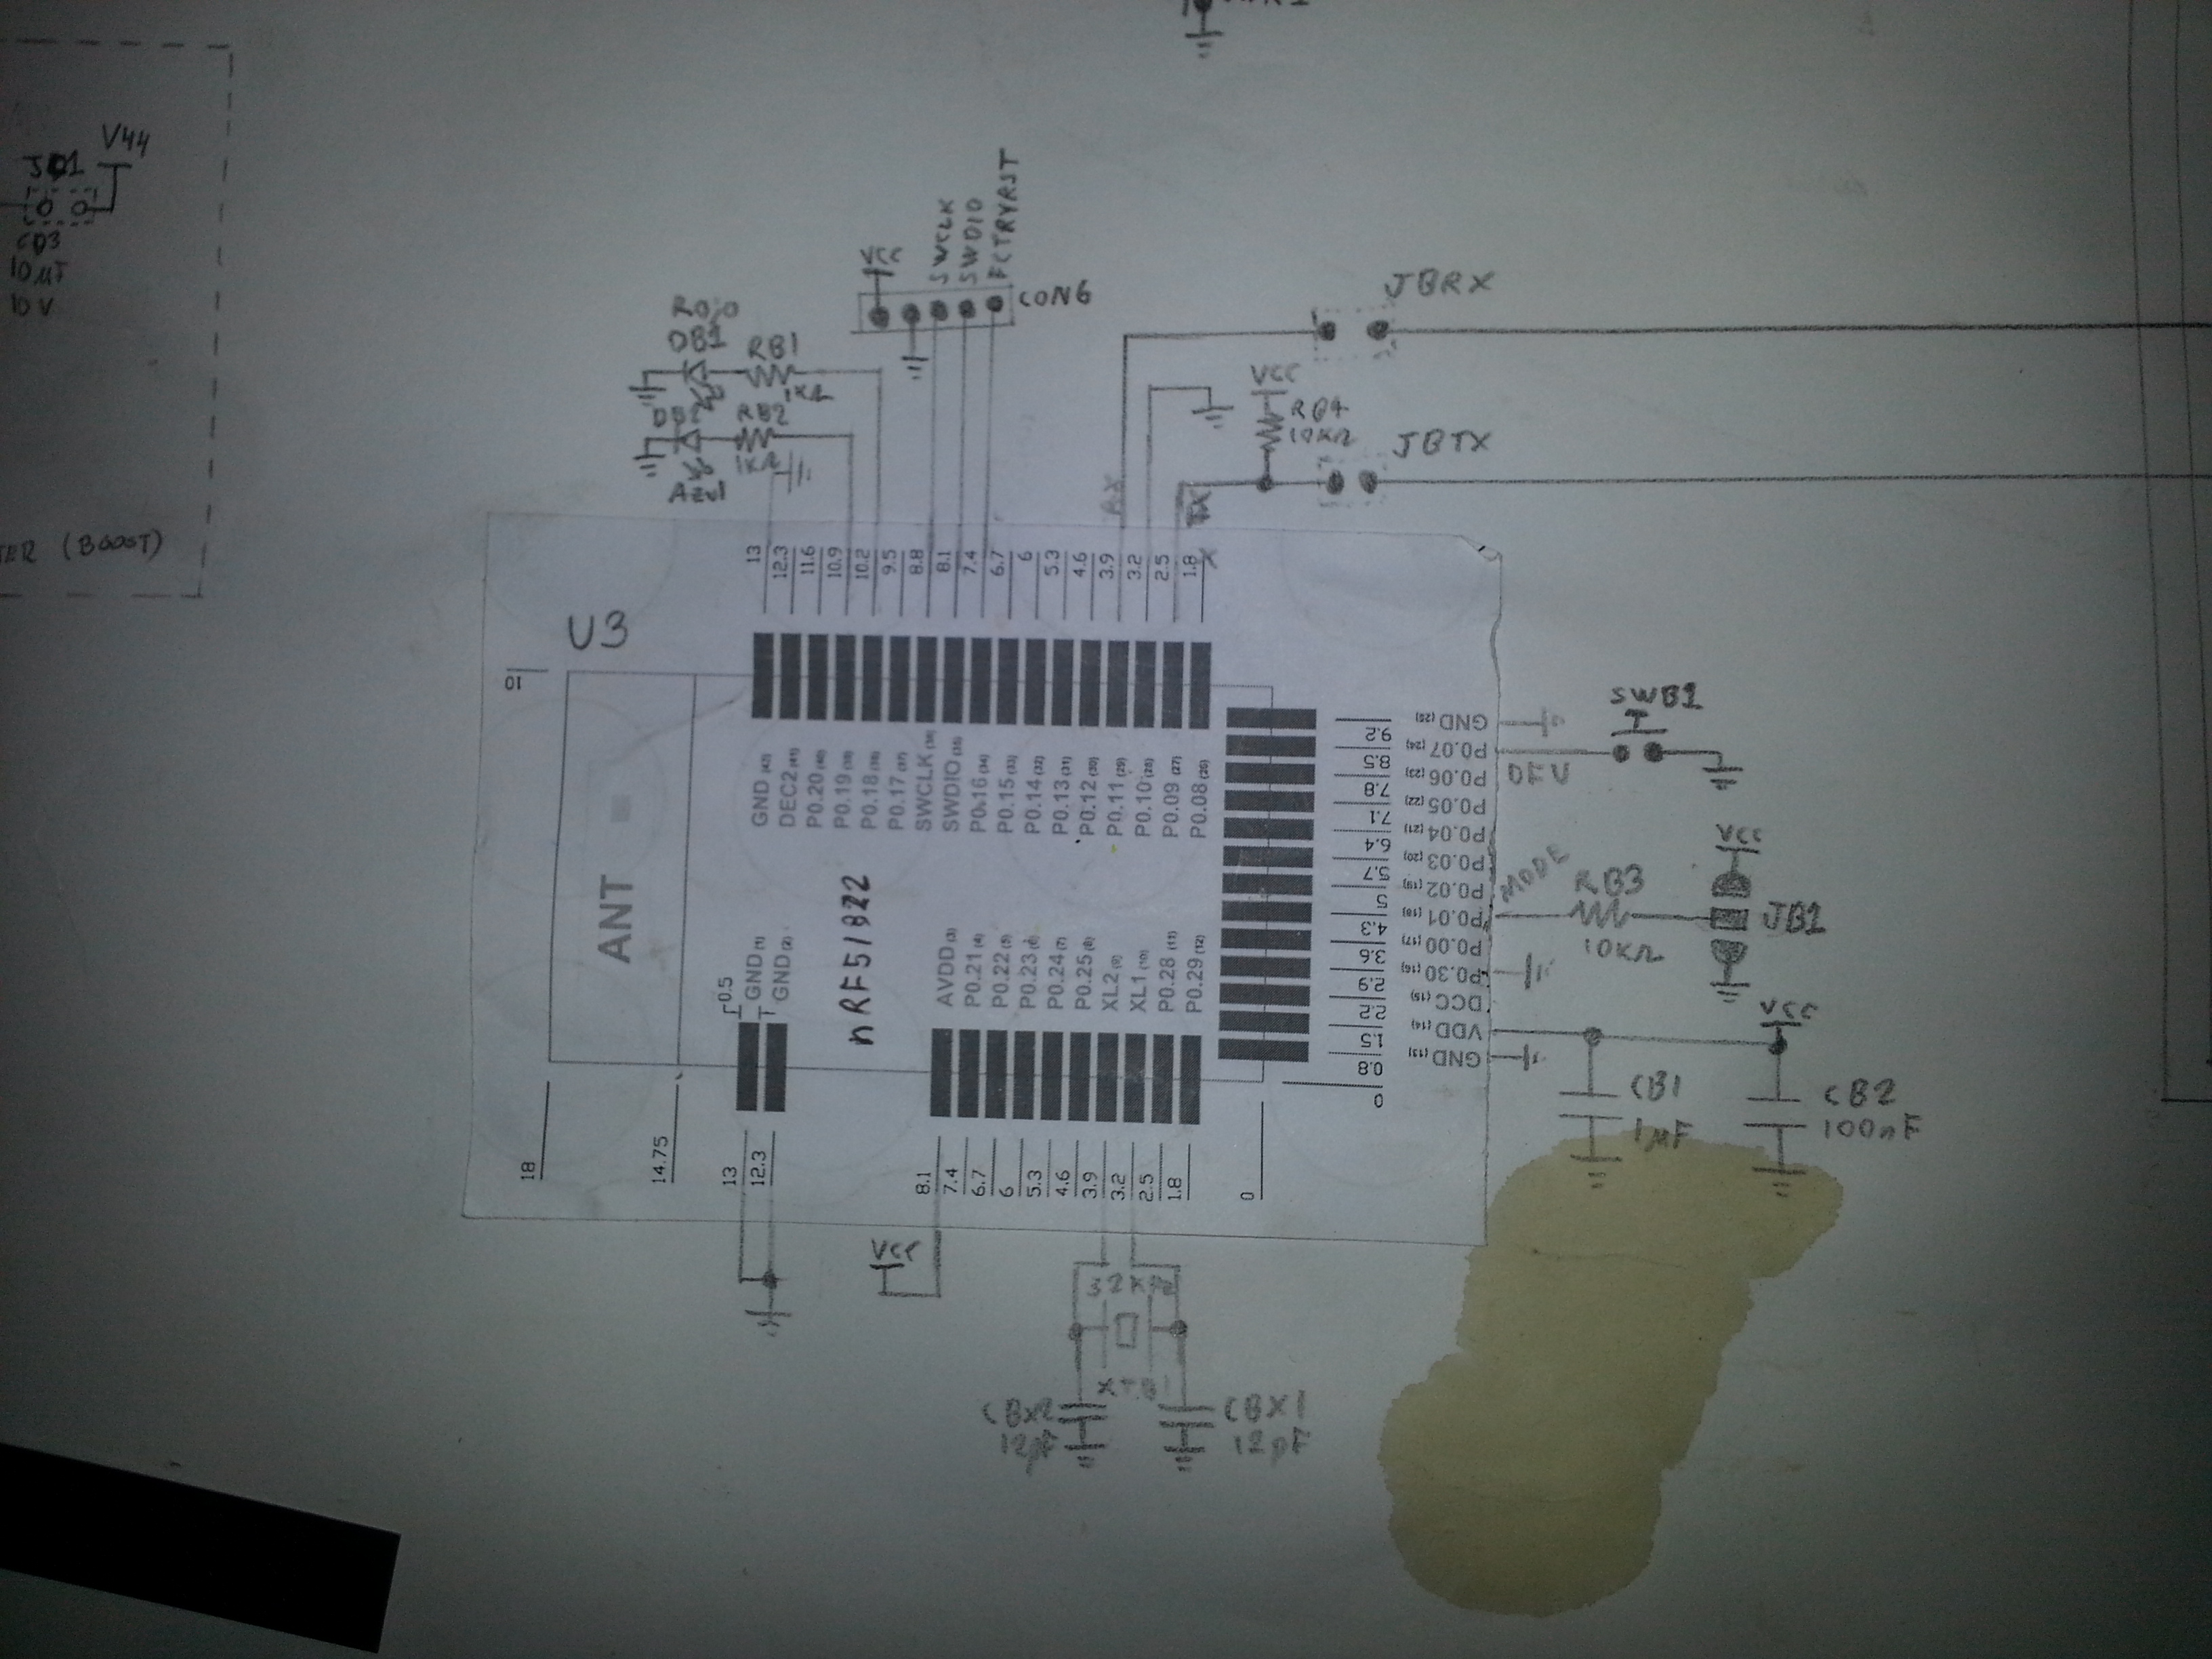 V44
10V
(BOOST)
Rojo
DB1
RB1
1KΩ
RB2
1KΩ
Azul
VCC
SWCLK
SWDIO
FCTRYRST
CON6
JBRX
VCC
RB4
10KΩ
JBTX
RX
TX
X
U3
10
13
12.3
11.6
10.9
10.2
9.5
8.8
8.1
7.4
6.7
6
5.3
4.6
3.9
3.2
2.5
1.8
ANT
GND (42)
DEC2 (41)
P0.20 (40)
P0.19 (39)
P0.18 (38)
P0.17 (37)
SWCLK (36)
SWDIO (35)
P0.16 (34)
P0.15 (33)
P0.14 (32)
P0.13 (31)
P0.12 (30)
P0.11 (29)
P0.10 (28)
P0.09 (27)
P0.08 (26)
nRF51822
0.5
GND (1)
GND (2)
AVDD (3)
P0.21 (4)
P0.22 (5)
P0.23 (6)
P0.24 (7)
P0.25 (8)
XL2 (9)
XL1 (10)
P0.28 (11)
P0.29 (12)
9.2
8.5
7.8
7.1
6.4
5.7
5
4.3
3.6
2.9
2.2
1.5
0.8
0
GND (25)
P0.07 (24)
P0.06 (23)
P0.05 (22)
P0.04 (21)
P0.03 (20)
P0.02 (19)
P0.01 (18)
P0.00 (17)
P0.30 (16)
DCC (15)
VDD (14)
GND (13)
SWB1
MODE
RB3
10KΩ
VCC
JB1
VCC
CB1
1µF
CB2
100nF
18
14.75
13
12.3
8.1
7.4
6.7
6
5.3
4.6
3.9
3.2
2.5
1.8
0
VCC
CBX2
12pF
CBX1
12pF